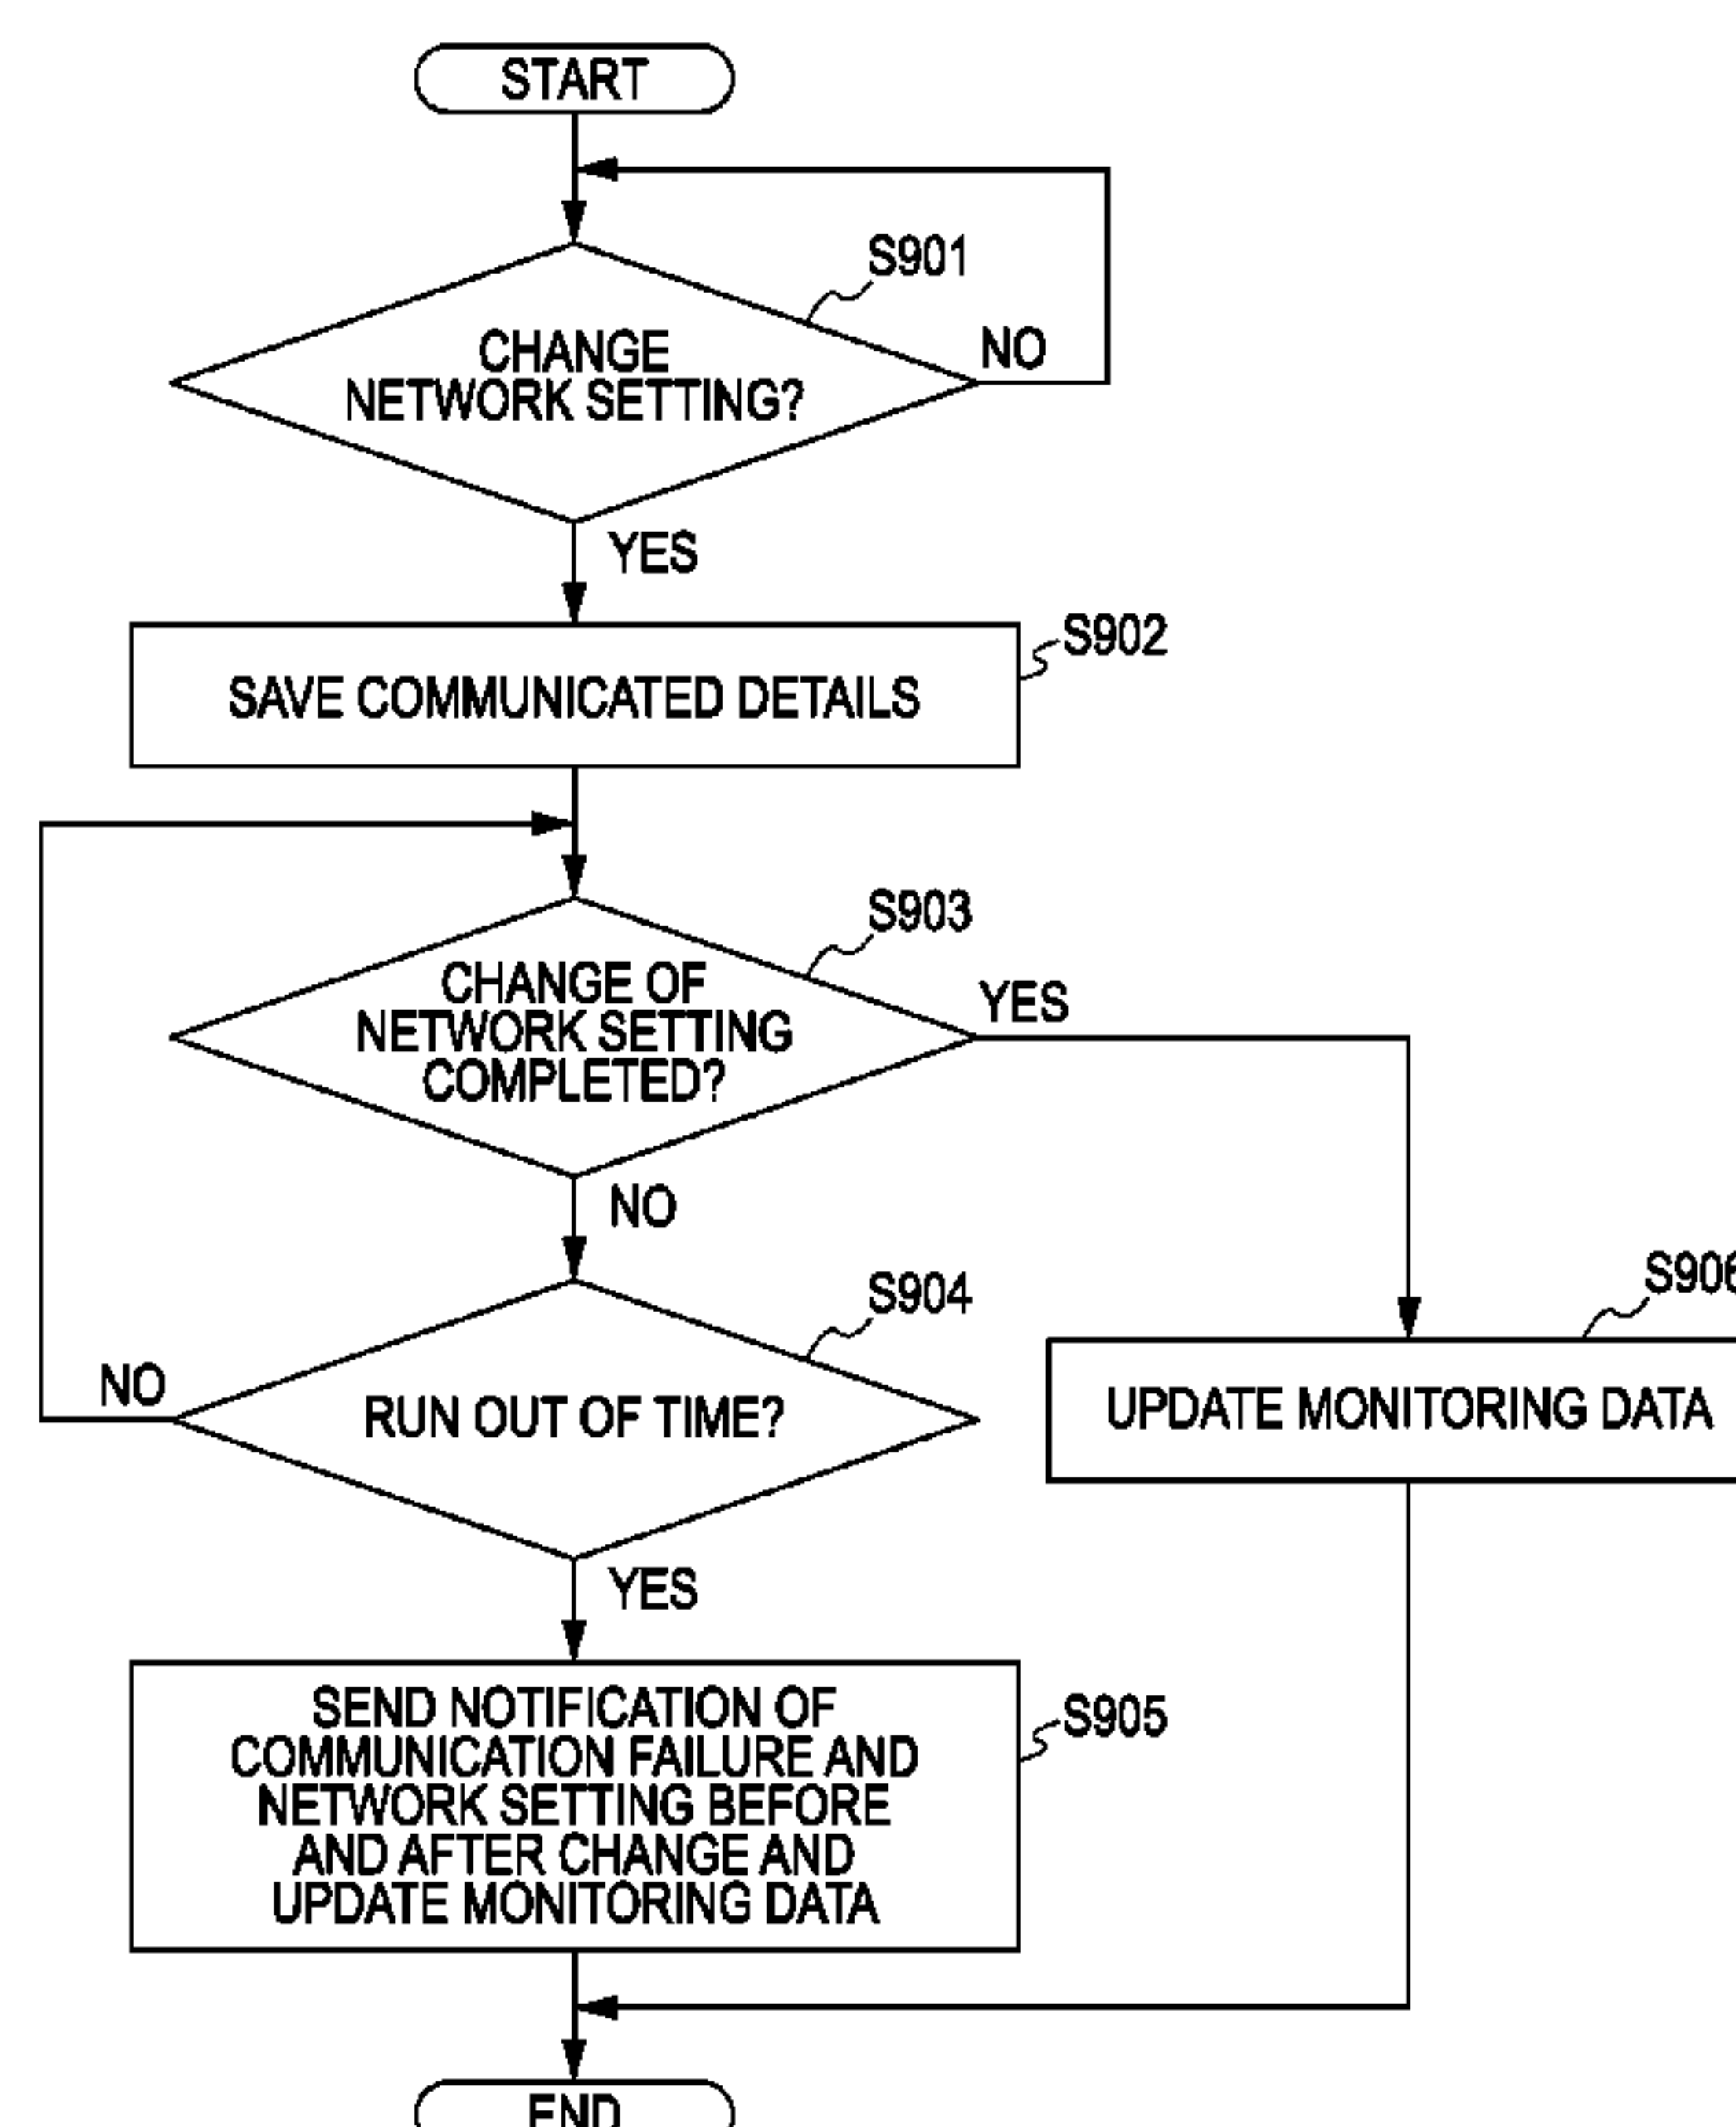 START
S901
CHANGE
NETWORK SETTING?
NO
YES
S902
SAVE COMMUNICATED DETAILS
S903
CHANGE OF
NETWORK SETTING
COMPLETED?
YES
NO
S904
S906
NO
RUN OUT OF TIME?
UPDATE MONITORING DATA
YES
SEND NOTIFICATION OF
COMMUNICATION FAILURE AND
NETWORK SETTING BEFORE
AND AFTER CHANGE AND
UPDATE MONITORING DATA
S905
END